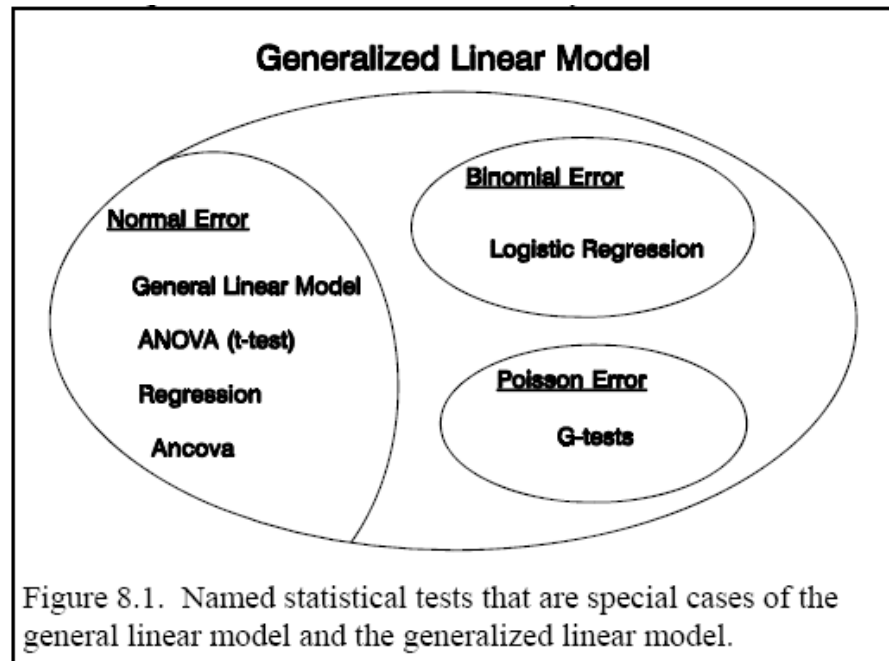 Generalized Linear Model
Normal Error
General Linear Model
ANOVA (t-test)
Regression
Ancova
Binomial Error
Logistic Regression
Poisson Error
G-tests
Figure 8.1. Named statistical tests that are special cases of the
general linear model and the generalized linear model.